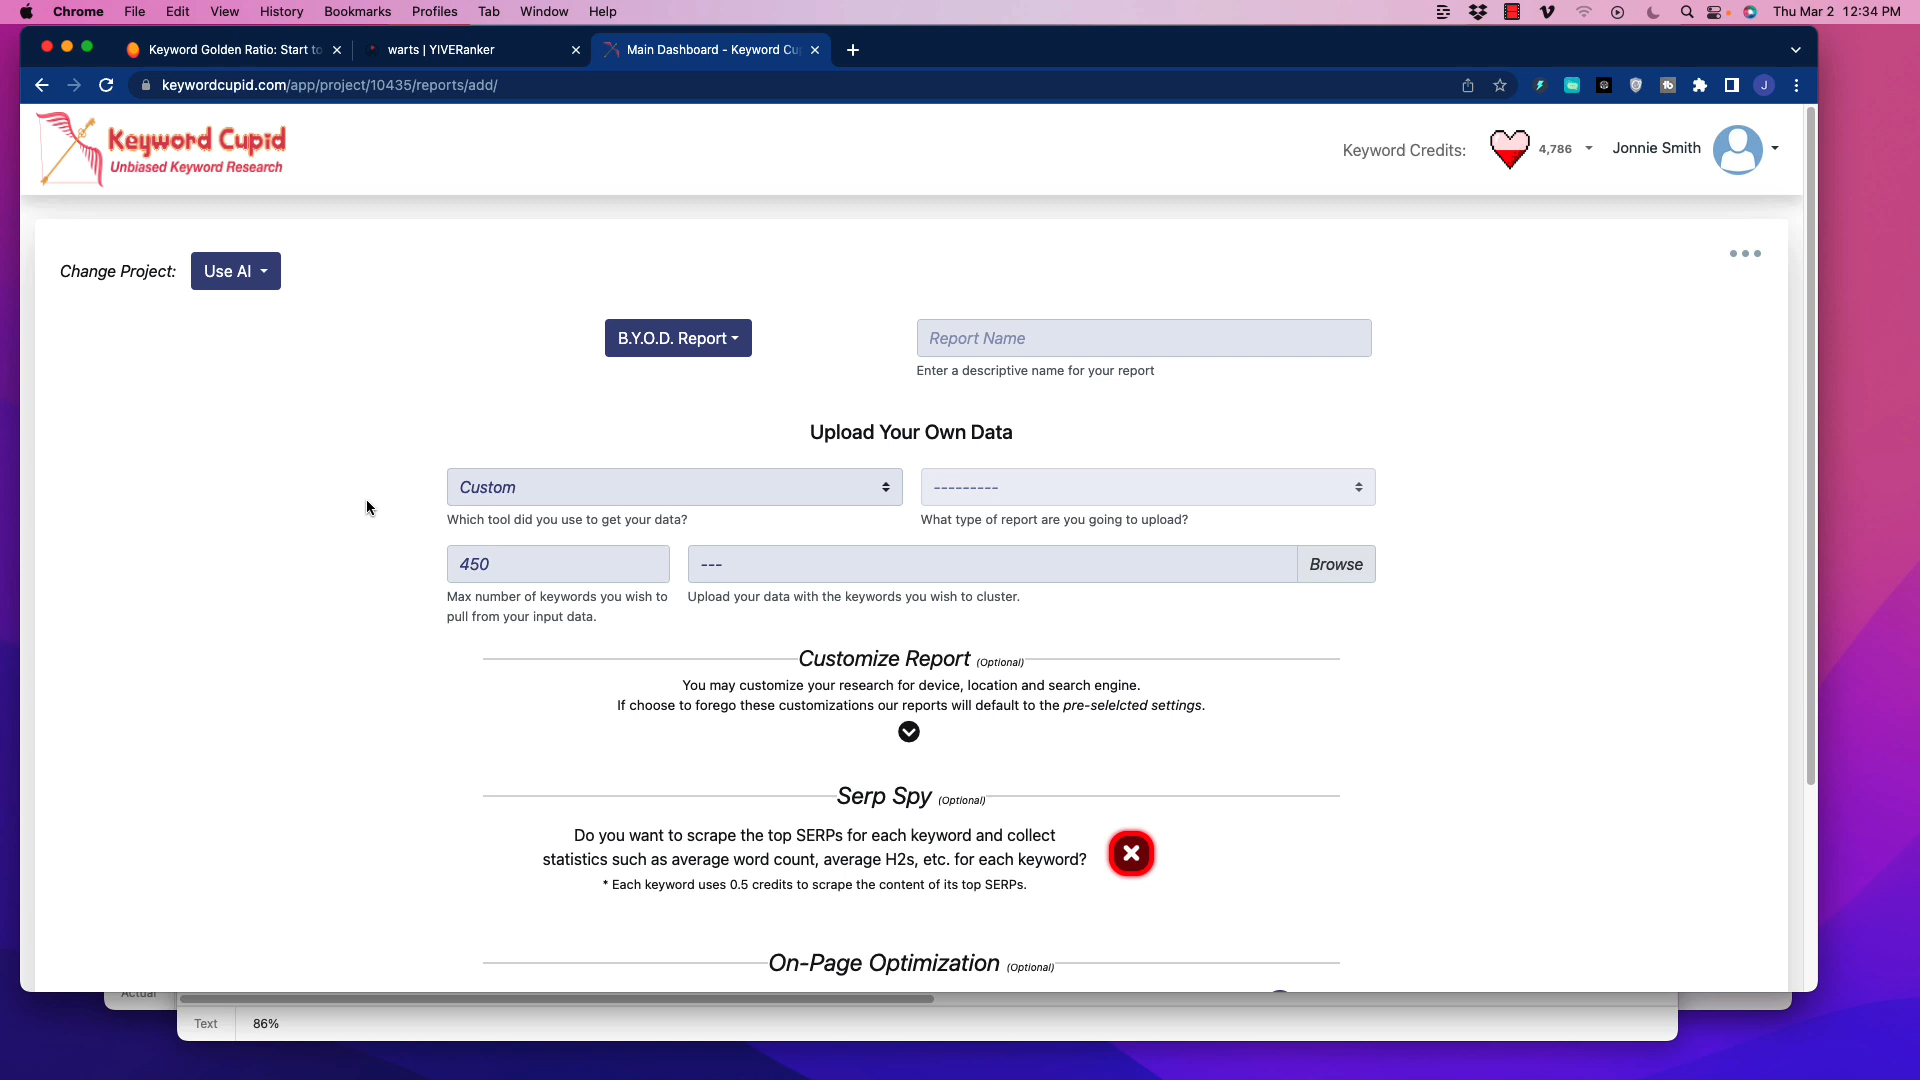 Chrome File Edit View History Bookmarks Profiles Tab Window Help
Thu Mar 2 12:34 PM
Keyword Golden Ratio: Start to
warts | YIVERanker
Main Dashboard - Keyword Cu
keywordcupid.com/app/project/10435/reports/add/
J
Keyword Cupid
Unbiased Keyword Research
Keyword Credits:
4,786
Jonnie Smith
Change Project:
Use AI
B.Y.O.D. Report
Report Name
Enter a descriptive name for your report
Upload Your Own Data
Custom
---------
Which tool did you use to get your data?
What type of report are you going to upload?
450
---
Browse
Max number of keywords you wish to
pull from your input data.
Upload your data with the keywords you wish to cluster.
Customize Report (Optional)
You may customize your research for device, location and search engine.
If choose to forego these customizations our reports will default to the pre-selelcted settings.
Serp Spy (Optional)
Do you want to scrape the top SERPs for each keyword and collect
statistics such as average word count, average H2s, etc. for each keyword?
* Each keyword uses 0.5 credits to scrape the content of its top SERPs.
On-Page Optimization (Optional)
Actual
Text
86%